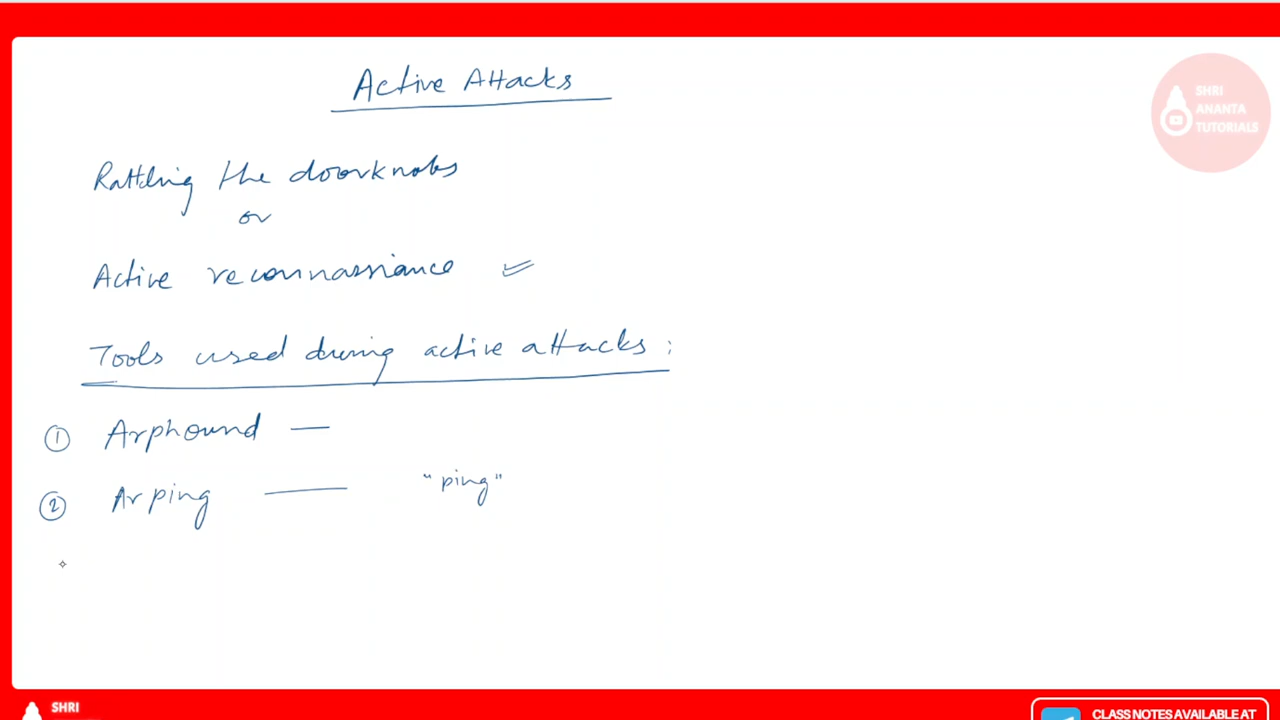 Active Attacks
SHRI
ANANTA
TUTORIALS
Rattling the doorknobs
or
Active reconnassiance
Tools used during active attacks :
1 Arphound —
2 Arping — "ping"
SHRI
CLASS NOTES AVAILABLE AT